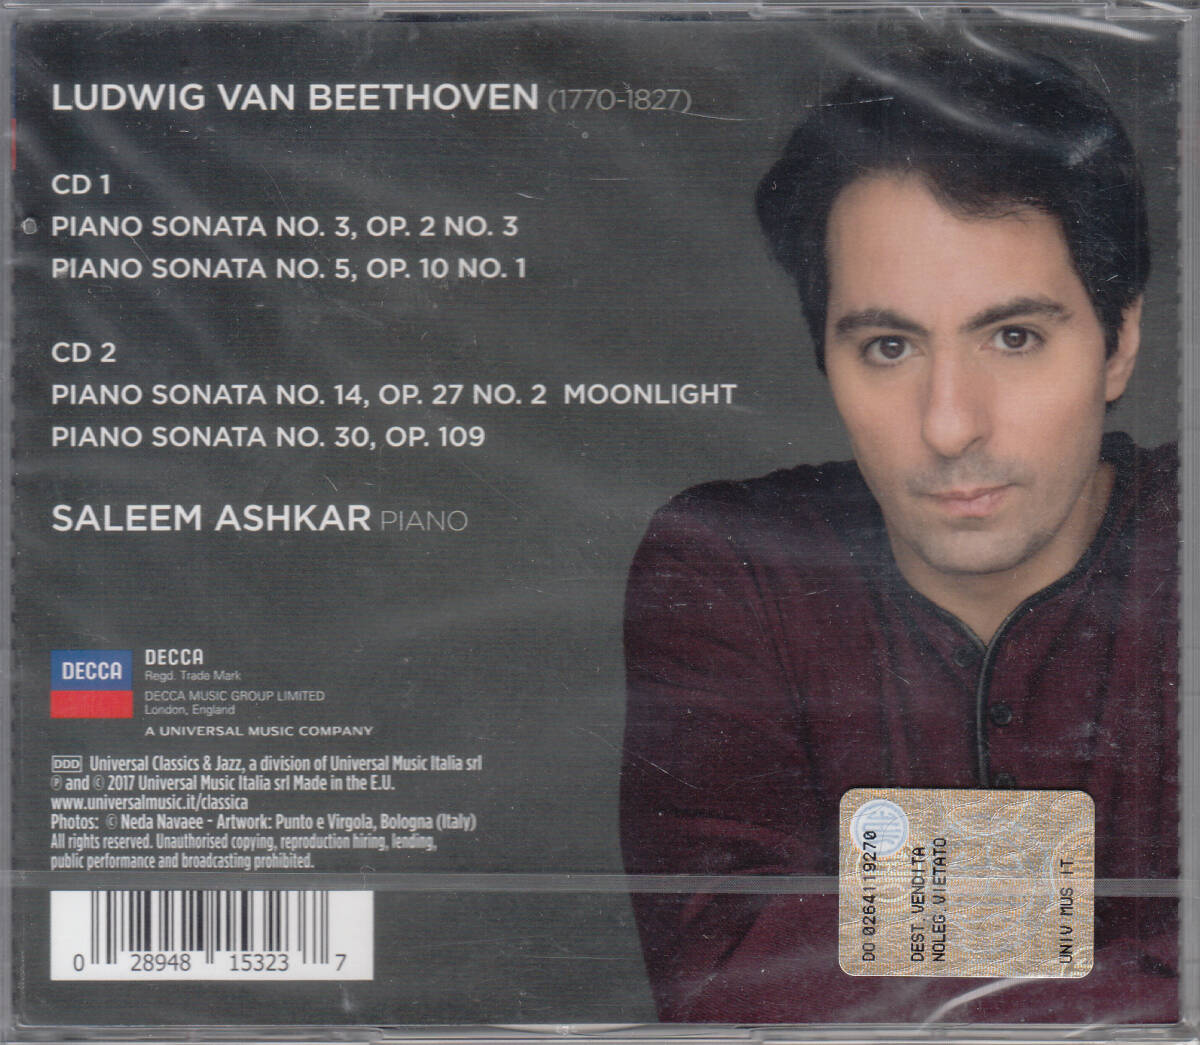 LUDWIG VAN BEETHOVEN (1770-1827)
CD 1
PIANO SONATA NO. 3, OP. 2 NO. 3
PIANO SONATA NO. 5, OP. 10 NO. 1
CD 2
PIANO SONATA NO. 14, OP. 27 NO. 2 MOONLIGHT
PIANO SONATA NO. 30, OP. 109
SALEEM ASHKAR PIANO
DECCA
DECCA
Regd. Trade Mark
DECCA MUSIC GROUP LIMITED
London, England
A UNIVERSAL MUSIC COMPANY
DDD Universal Classics & Jazz, a division of Universal Music Italia srl
℗ and © 2017 Universal Music Italia srl Made in the E.U.
www.universalmusic.it/classica
Photos: © Neda Navaee - Artwork: Punto e Virgola, Bologna (Italy)
All rights reserved. Unauthorised copying, reproduction hiring, lending,
public performance and broadcasting prohibited.
0 28948 15323 7
DO 0264119270
DEST.VENDITA
NOLEG.VIETATO
UNIV MUS IT